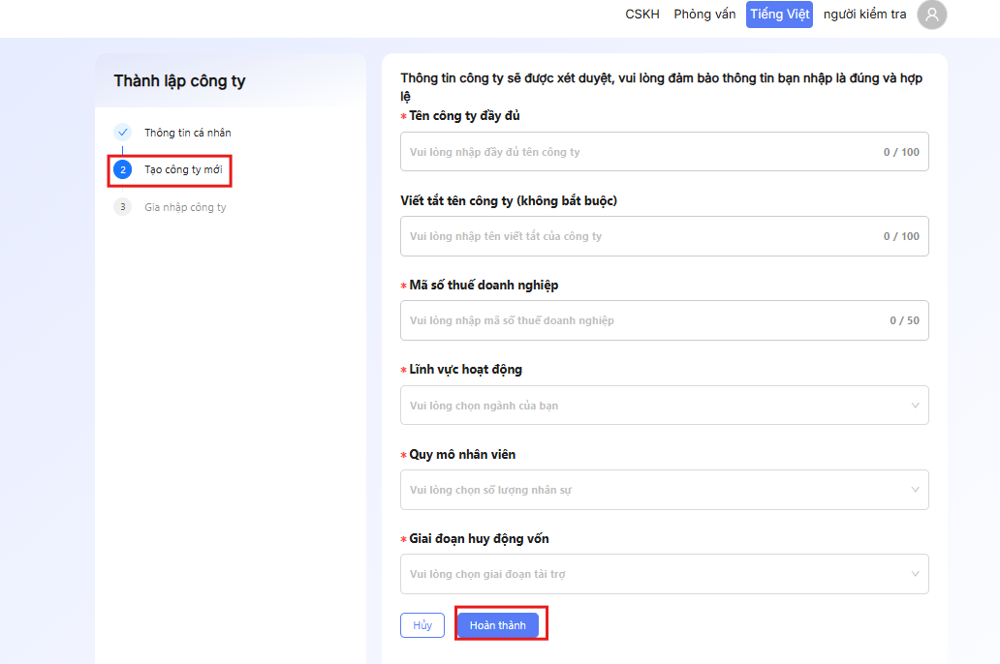 CSKH Phỏng vấn Tiếng Việt người kiểm tra
Thành lập công ty
Thông tin cá nhân
2 Tạo công ty mới
3 Gia nhập công ty
Thông tin công ty sẽ được xét duyệt, vui lòng đảm bảo thông tin bạn nhập là đúng và hợp
lệ
* Tên công ty đầy đủ
Vui lòng nhập đầy đủ tên công ty 0 / 100
Viết tắt tên công ty (không bắt buộc)
Vui lòng nhập tên viết tắt của công ty 0 / 100
* Mã số thuế doanh nghiệp
Vui lòng nhập mã số thuế doanh nghiệp 0 / 50
* Lĩnh vực hoạt động
Vui lòng chọn ngành của bạn
* Quy mô nhân viên
Vui lòng chọn số lượng nhân sự
* Giai đoạn huy động vốn
Vui lòng chọn giai đoạn tài trợ
Hủy Hoàn thành